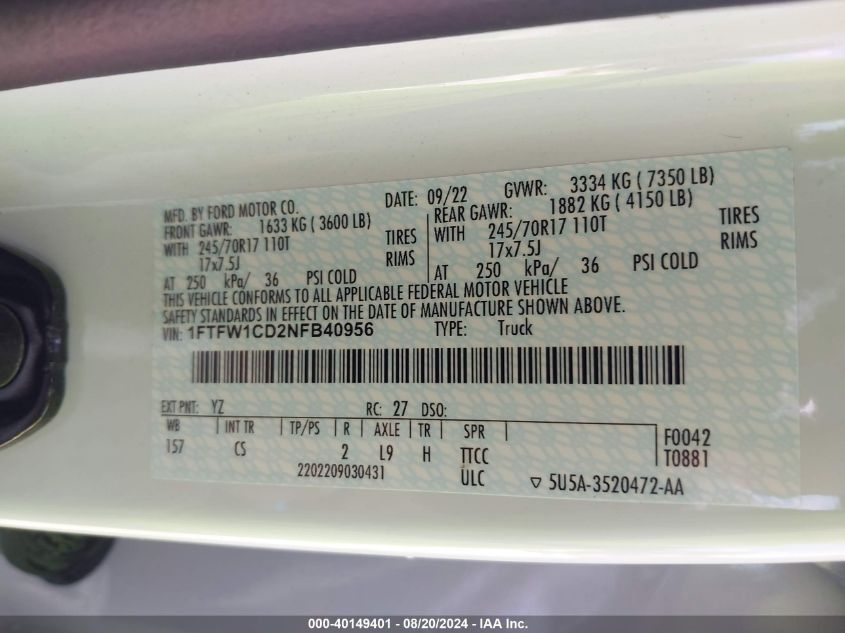 MFD. BY FORD MOTOR CO.
DATE: 09/22 GVWR: 3334 KG ( 7350 LB)
FRONT GAWR: 1633 KG ( 3600 LB)
WITH 245/70R17 110T TIRES
17x7.5J RIMS
AT 250 kPa/ 36 PSI COLD
REAR GAWR: 1882 KG ( 4150 LB)
WITH 245/70R17 110T TIRES
17x7.5J RIMS
AT 250 kPa/ 36 PSI COLD
THIS VEHICLE CONFORMS TO ALL APPLICABLE FEDERAL MOTOR VEHICLE
SAFETY STANDARDS IN EFFECT ON THE DATE OF MANUFACTURE SHOWN ABOVE.
VIN: 1FTFW1CD2NFB40956 TYPE: Truck
EXT PNT: YZ RC: 27 DSO:
WB INT TR TP/PS R AXLE TR SPR
157 CS 2 L9 H TTCC
F0042
T0881
2202209030431 ULC ▽ 5U5A-3520472-AA
000-40149401 - 08/20/2024 - IAA Inc.